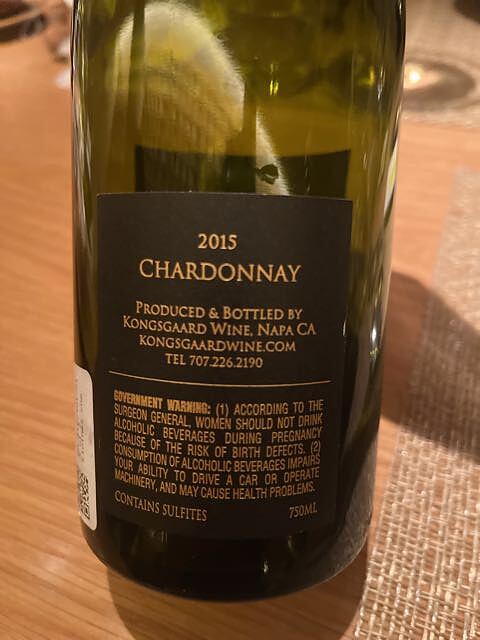 2015
CHARDONNAY
PRODUCED & BOTTLED BY
KONGSGAARD WINE, NAPA CA
KONGSGAARDWINE.COM
TEL 707.226.2190
GOVERNMENT WARNING: (1) ACCORDING TO THE
SURGEON GENERAL, WOMEN SHOULD NOT DRINK
ALCOHOLIC BEVERAGES DURING PREGNANCY
BECAUSE OF THE RISK OF BIRTH DEFECTS. (2)
CONSUMPTION OF ALCOHOLIC BEVERAGES IMPAIRS
YOUR ABILITY TO DRIVE A CAR OR OPERATE
MACHINERY, AND MAY CAUSE HEALTH PROBLEMS.
CONTAINS SULFITES 750ML